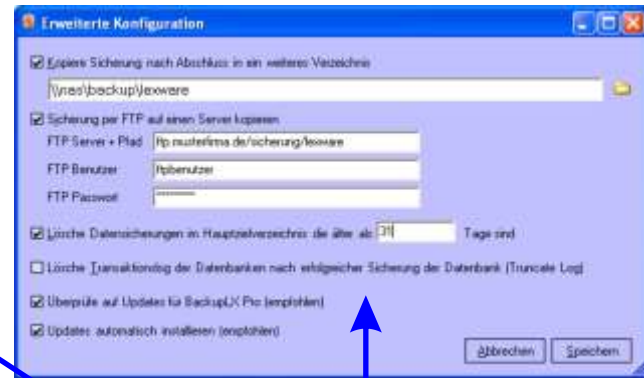 Erweiterte Konfiguration
Kopiere Sicherung nach Abschluss in ein weiteres Verzeichnis
\\nas\backup\lexware
Sicherung per FTP auf einen Server kopieren
FTP Server + Pfad ftp.musterfirma.de/sicherung/lexware
FTP Benutzer ftpbenutzer
FTP Passwort **********
Lösche Datensicherungen im Hauptzielverzeichnis die älter als 31 Tage sind
Lösche Transaktionslog der Datenbanken nach erfolgreicher Sicherung der Datenbank (Truncate Log)
Überprüfe auf Updates für BackupLX Pro (empfohlen)
Updates automatisch installieren (empfohlen)
Abbrechen Speichern